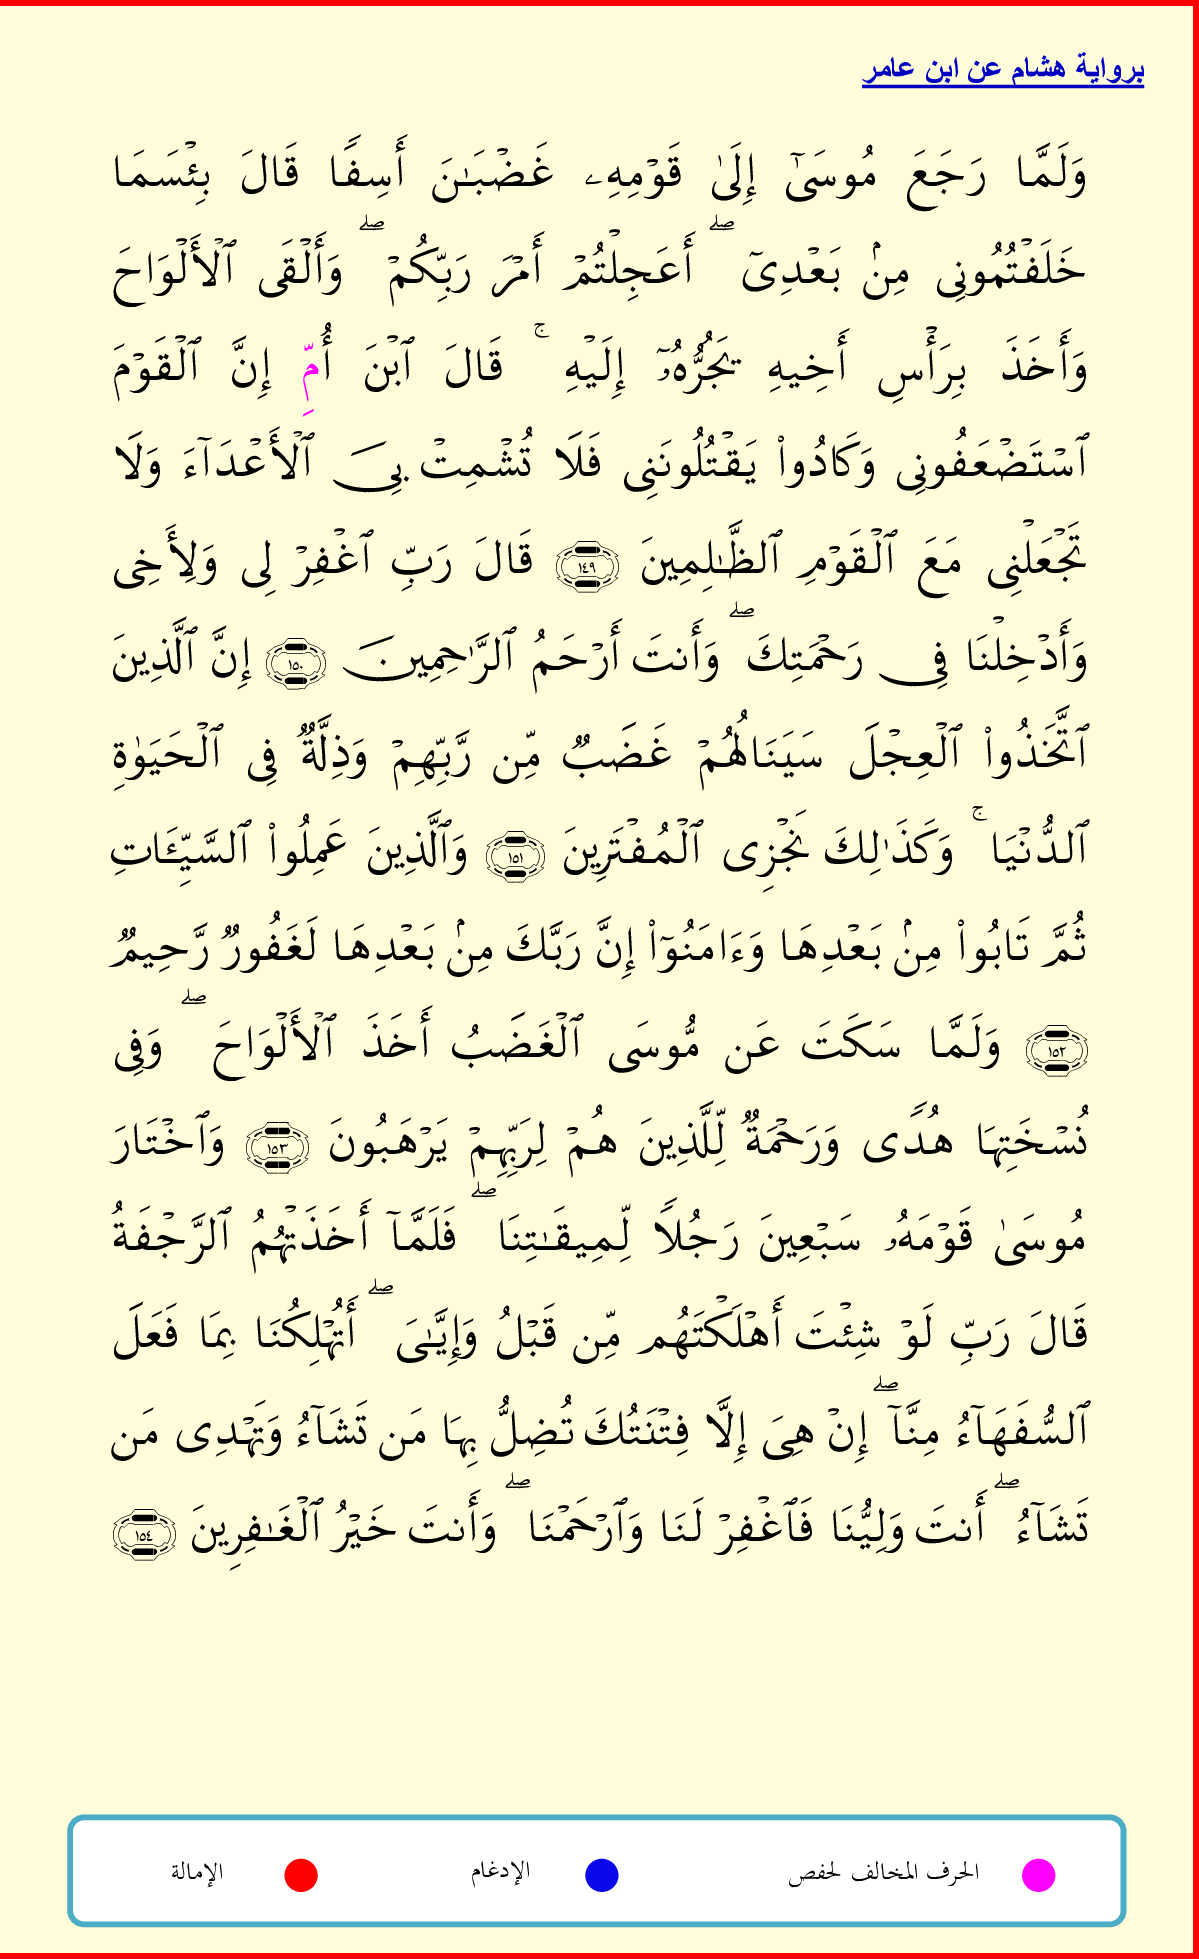 برواية هشام عن ابن عامر
وَلَمَّا رَجَعَ مُوسَىٰٓ إِلَىٰ قَوْمِهِۦ غَضْبَـٰنَ أَسِفًا قَالَ بِئْسَمَا
خَلَفْتُمُونِى مِنۢ بَعْدِىٓ ۖ أَعَجِلْتُمْ أَمْرَ رَبِّكُمْ ۖ وَأَلْقَى ٱلْأَلْوَاحَ
وَأَخَذَ بِرَأْسِ أَخِيهِ يَجُرُّهُۥٓ إِلَيْهِ ۚ قَالَ ٱبْنَ أُمِّ إِنَّ ٱلْقَوْمَ
ٱسْتَضْعَفُونِى وَكَادُوا۟ يَقْتُلُونَنِى فَلَا تُشْمِتْ بِىَ ٱلْأَعْدَآءَ وَلَا
تَجْعَلْنِى مَعَ ٱلْقَوْمِ ٱلظَّـٰلِمِينَ ١٤٩ قَالَ رَبِّ ٱغْفِرْ لِى وَلِأَخِى
وَأَدْخِلْنَا فِى رَحْمَتِكَ ۖ وَأَنتَ أَرْحَمُ ٱلرَّٰحِمِينَ ١٥٠ إِنَّ ٱلَّذِينَ
ٱتَّخَذُوا۟ ٱلْعِجْلَ سَيَنَالُهُمْ غَضَبٌ مِّن رَّبِّهِمْ وَذِلَّةٌ فِى ٱلْحَيَوٰةِ
ٱلدُّنْيَا ۚ وَكَذَٰلِكَ نَجْزِى ٱلْمُفْتَرِينَ ١٥١ وَٱلَّذِينَ عَمِلُوا۟ ٱلسَّيِّـَٔاتِ
ثُمَّ تَابُوا۟ مِنۢ بَعْدِهَا وَءَامَنُوٓا۟ إِنَّ رَبَّكَ مِنۢ بَعْدِهَا لَغَفُورٌ رَّحِيمٌ
١٥٢ وَلَمَّا سَكَتَ عَن مُّوسَى ٱلْغَضَبُ أَخَذَ ٱلْأَلْوَاحَ ۖ وَفِى
نُسْخَتِهَا هُدًى وَرَحْمَةٌ لِّلَّذِينَ هُمْ لِرَبِّهِمْ يَرْهَبُونَ ١٥٣ وَٱخْتَارَ
مُوسَىٰ قَوْمَهُۥ سَبْعِينَ رَجُلًا لِّمِيقَـٰتِنَا ۖ فَلَمَّآ أَخَذَتْهُمُ ٱلرَّجْفَةُ
قَالَ رَبِّ لَوْ شِئْتَ أَهْلَكْتَهُم مِّن قَبْلُ وَإِيَّـٰىَ ۖ أَتُهْلِكُنَا بِمَا فَعَلَ
ٱلسُّفَهَآءُ مِنَّآ ۖ إِنْ هِىَ إِلَّا فِتْنَتُكَ تُضِلُّ بِهَا مَن تَشَآءُ وَتَهْدِى مَن
تَشَآءُ ۖ أَنتَ وَلِيُّنَا فَٱغْفِرْ لَنَا وَٱرْحَمْنَا ۖ وَأَنتَ خَيْرُ ٱلْغَـٰفِرِينَ ١٥٤
الحرف المخالف لحفص الإدغام الإمالة